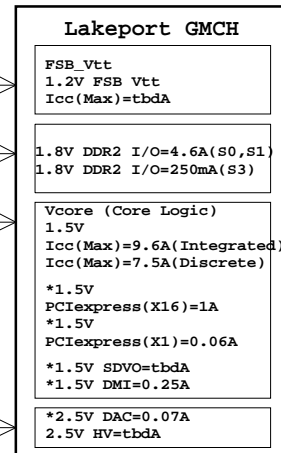 Lakeport GMCH
FSB_Vtt
1.2V FSB Vtt
Icc(Max)=tbdA
1.8V DDR2 I/O=4.6A(S0,S1)
1.8V DDR2 I/O=250mA(S3)
Vcore (Core Logic)
1.5V
Icc(Max)=9.6A(Integrated)
Icc(Max)=7.5A(Discrete)
*1.5V
PCIexpress(X16)=1A
*1.5V
PCIexpress(X1)=0.06A
*1.5V SDVO=tbdA
*1.5V DMI=0.25A
*2.5V DAC=0.07A
2.5V HV=tbdA